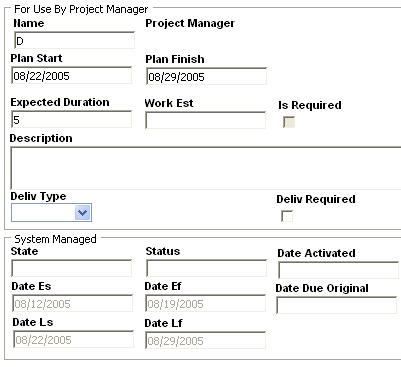 For Use By Project Manager
Name Project Manager
D
Plan Start Plan Finish
08/22/2005 08/29/2005
Expected Duration Work Est Is Required
5
Description
Deliv Type Deliv Required
System Managed
State Status Date Activated
Date Es Date Ef Date Due Original
08/12/2005 08/19/2005
Date Ls Date Lf
08/22/2005 08/29/2005